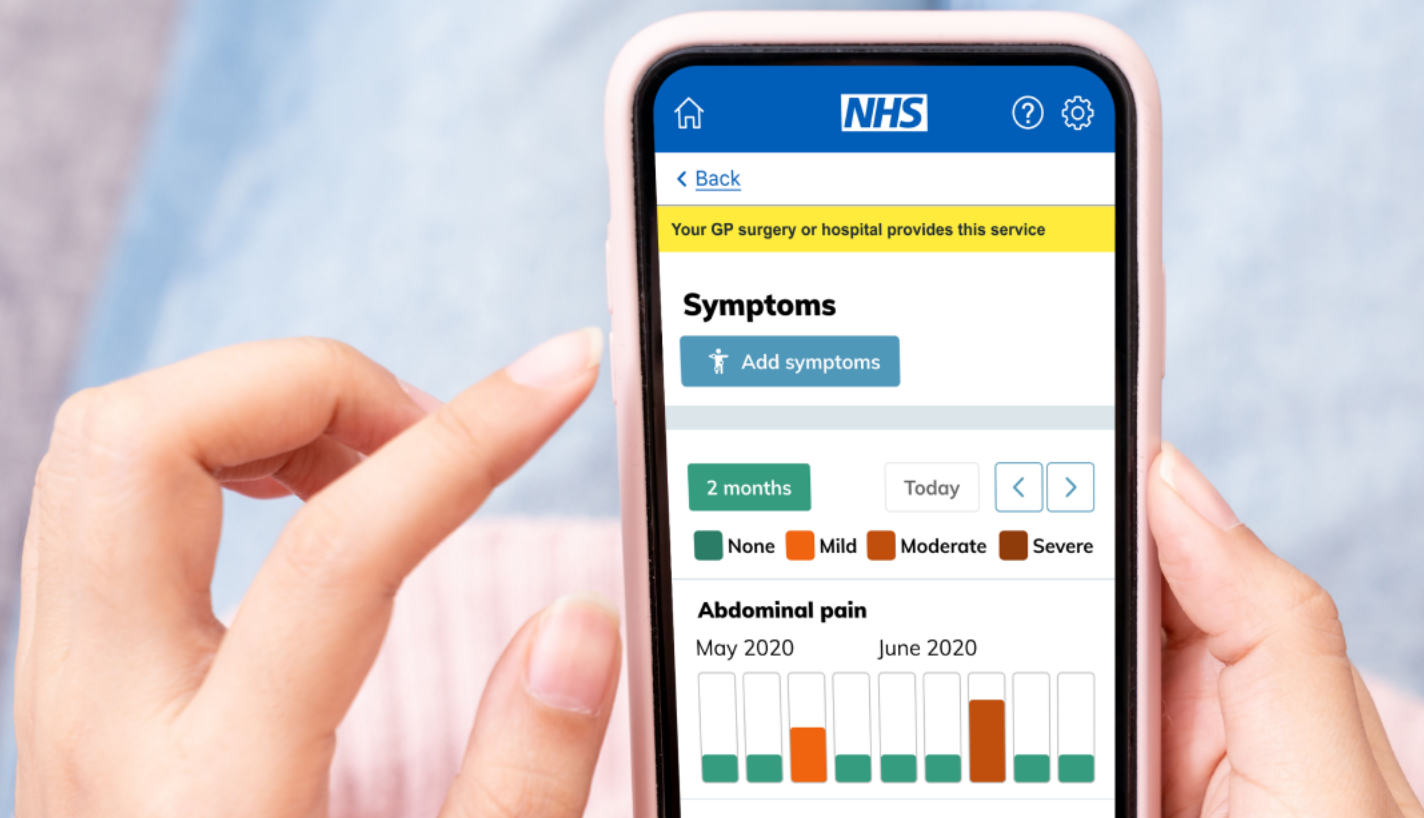 NHS
Back
Your GP surgery or hospital provides this service
Symptoms
Add symptoms
2 months Today
None Mild Moderate Severe
Abdominal pain
May 2020 June 2020